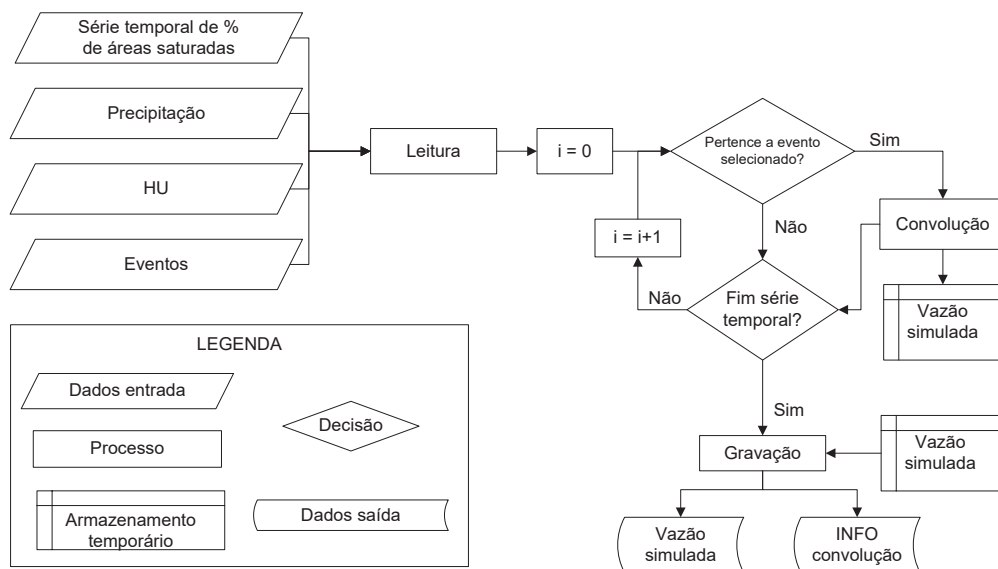 Série temporal de %
de áreas saturadas
Precipitação
HU
Eventos
Leitura
i = 0
Pertence a evento
selecionado?
Sim
Não
i = i+1
Convolução
Não
Fim série
temporal?
Vazão
simulada
Sim
Gravação
Vazão
simulada
Vazão
simulada
INFO
convolução
LEGENDA
Dados entrada
Decisão
Processo
Armazenamento
temporário
Dados saída